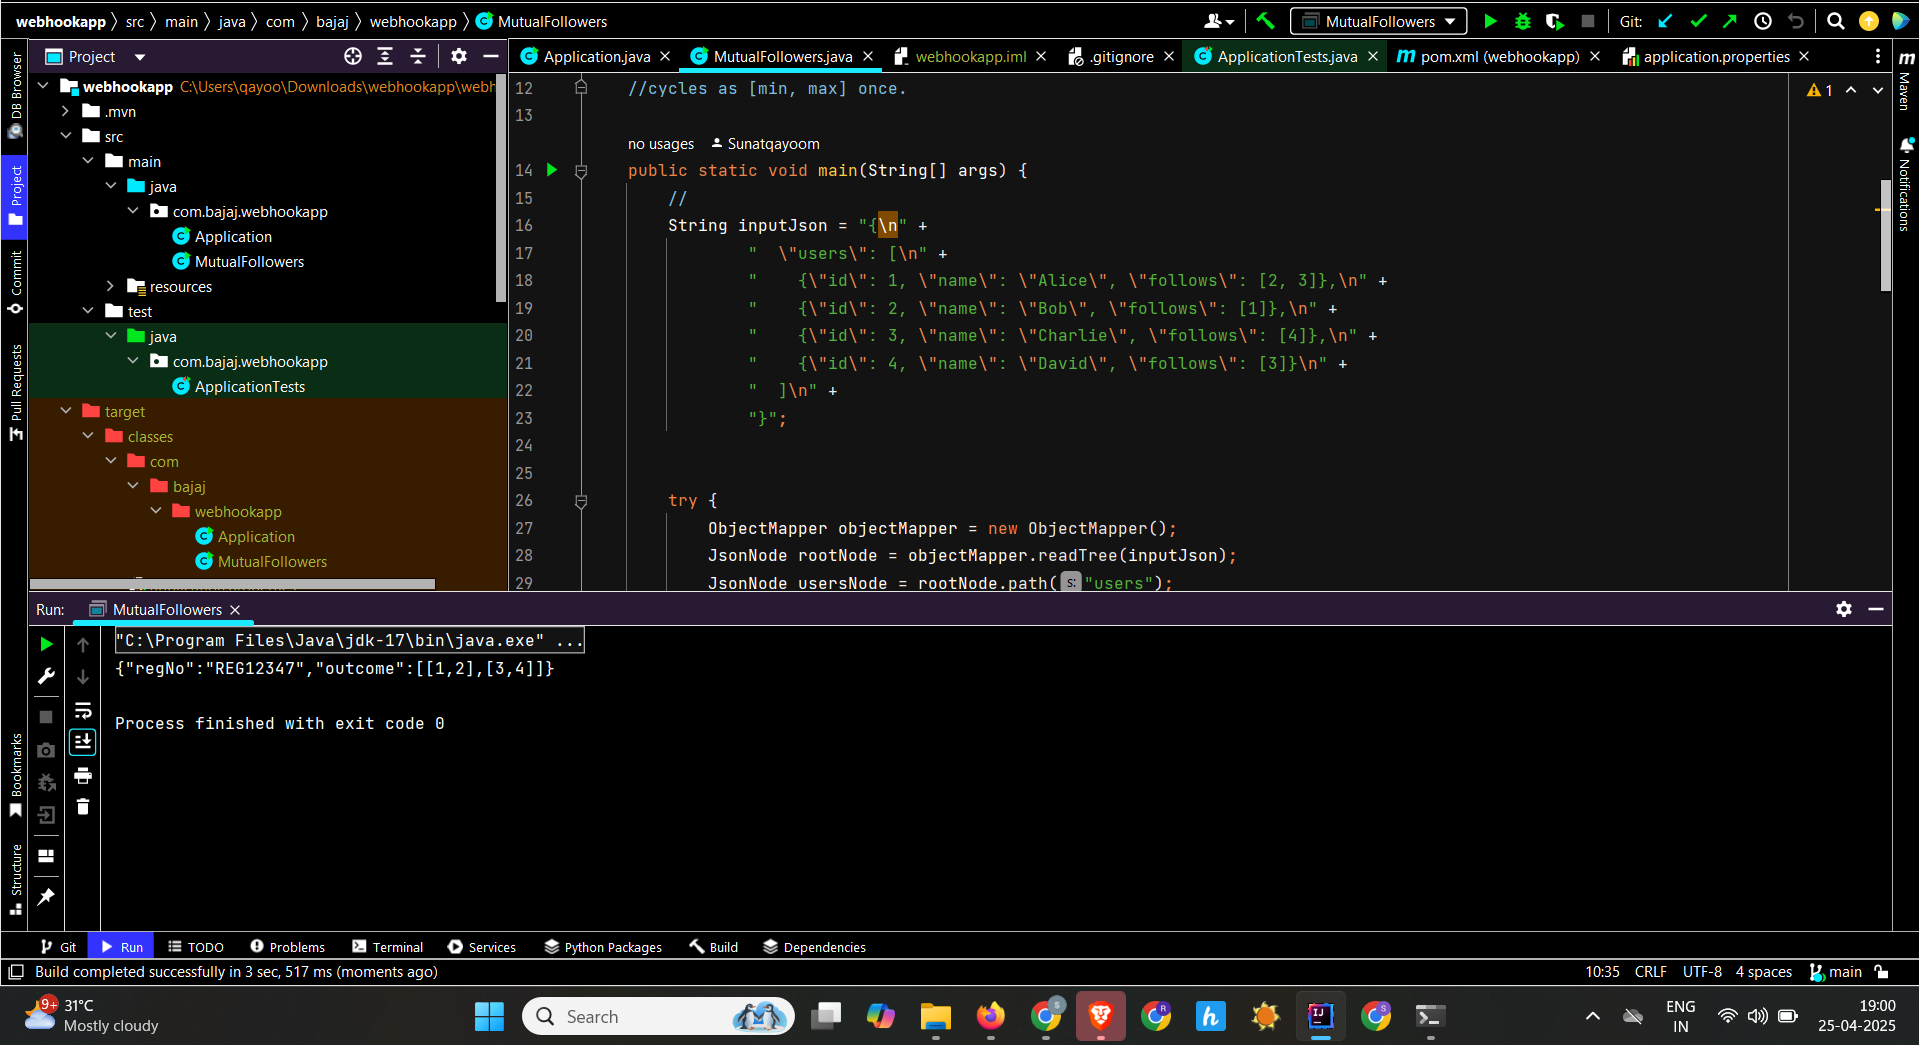 webhookapp 〉 src 〉 main 〉 java 〉 com 〉 bajaj 〉 webhookapp 〉 MutualFollowers
MutualFollowers
Git:
DB Browser
Project
Commit
Pull Requests
Bookmarks
Structure
Project
webhookapp C:\Users\qayoo\Downloads\webhookapp\webh
.mvn
src
main
java
com.bajaj.webhookapp
Application
MutualFollowers
resources
test
java
com.bajaj.webhookapp
ApplicationTests
target
classes
com
bajaj
webhookapp
Application
MutualFollowers
Application.java
MutualFollowers.java
webhookapp.iml
.gitignore
ApplicationTests.java
pom.xml (webhookapp)
application.properties
1
Maven
Notifications
12 //cycles as [min, max] once.
13
no usages Sunatqayoom
14 public static void main(String[] args) {
15 //
16 String inputJson = "{\n" +
17 "  \"users\": [\n" +
18 "    {\"id\": 1, \"name\": \"Alice\", \"follows\": [2, 3]},\n" +
19 "    {\"id\": 2, \"name\": \"Bob\", \"follows\": [1]},\n" +
20 "    {\"id\": 3, \"name\": \"Charlie\", \"follows\": [4]},\n" +
21 "    {\"id\": 4, \"name\": \"David\", \"follows\": [3]}\n" +
22 "  ]\n" +
23 "}";
24
25
26 try {
27 ObjectMapper objectMapper = new ObjectMapper();
28 JsonNode rootNode = objectMapper.readTree(inputJson);
29 JsonNode usersNode = rootNode.path( s: "users");
Run: MutualFollowers
"C:\Program Files\Java\jdk-17\bin\java.exe" ...
{"regNo":"REG12347","outcome":[[1,2],[3,4]]}
Process finished with exit code 0
Git
Run
TODO
Problems
Terminal
Services
Python Packages
Build
Dependencies
Build completed successfully in 3 sec, 517 ms (moments ago)
10:35 CRLF UTF-8 4 spaces main
9+
31°C
Mostly cloudy
Search
S
R
h
IJ
S
ENG
IN
19:00
25-04-2025